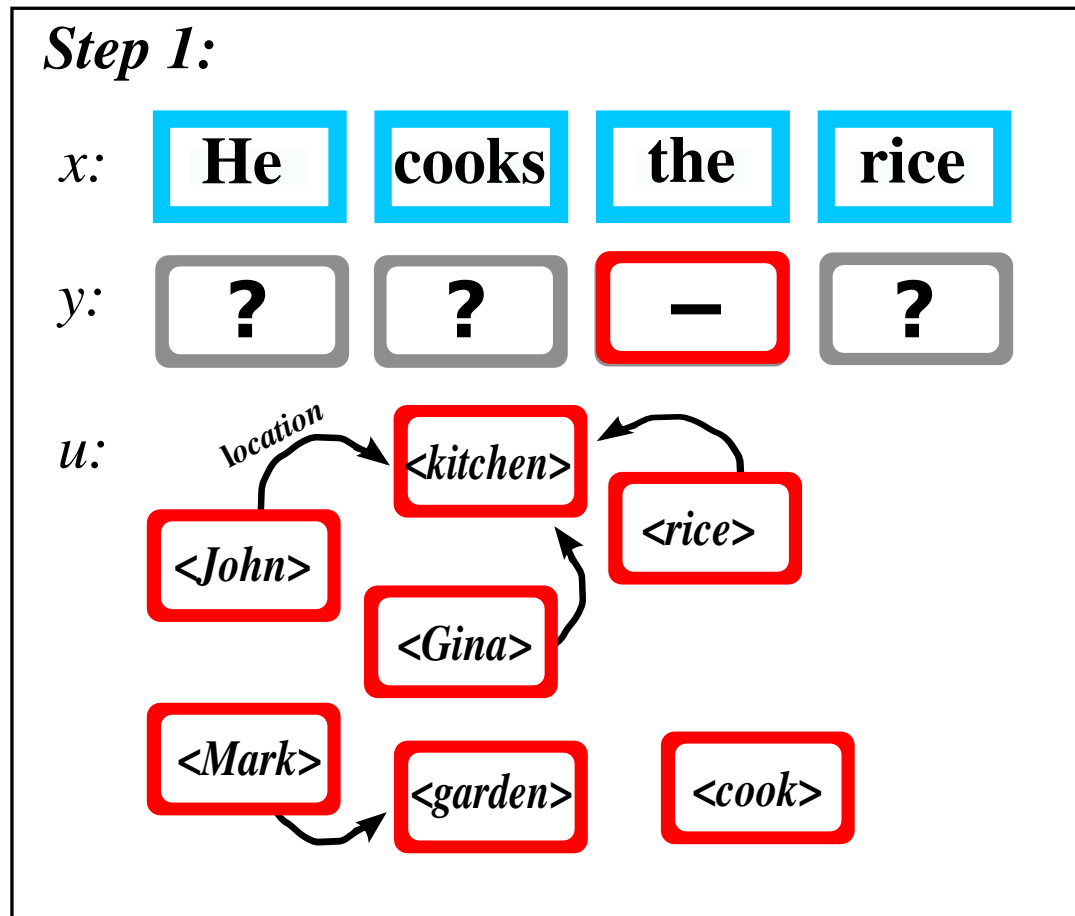 Step 1:
x: He cooks the rice
y: ? ? – ?
u:
location
<kitchen>
<rice>
<John>
<Gina>
<Mark>
<garden>
<cook>